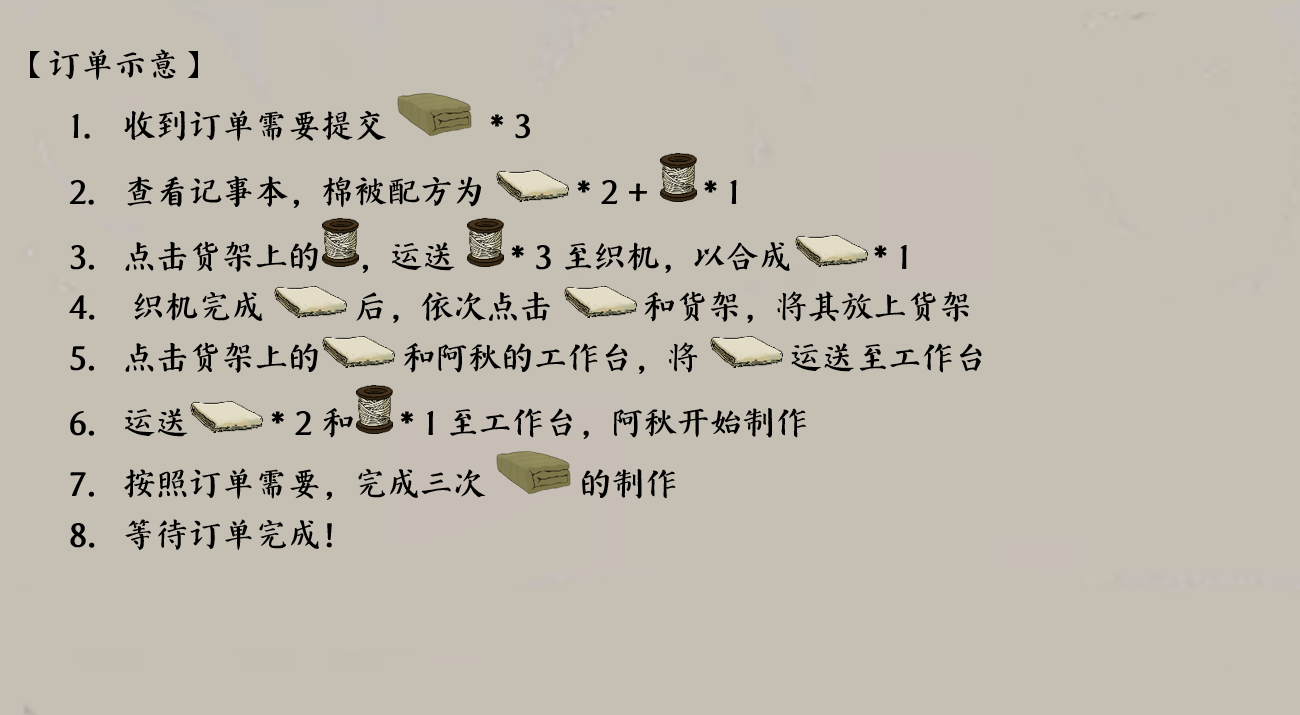 【订单示意】
1. 收到订单需要提交 * 3
2. 查看记事本，棉被配方为 * 2 + * 1
3. 点击货架上的，运送 * 3 至织机，以合成 * 1
4. 织机完成 后，依次点击 和货架，将其放上货架
5. 点击货架上的 和阿秋的工作台，将 运送至工作台
6. 运送 * 2 和 * 1 至工作台，阿秋开始制作
7. 按照订单需要，完成三次 的制作
8. 等待订单完成！